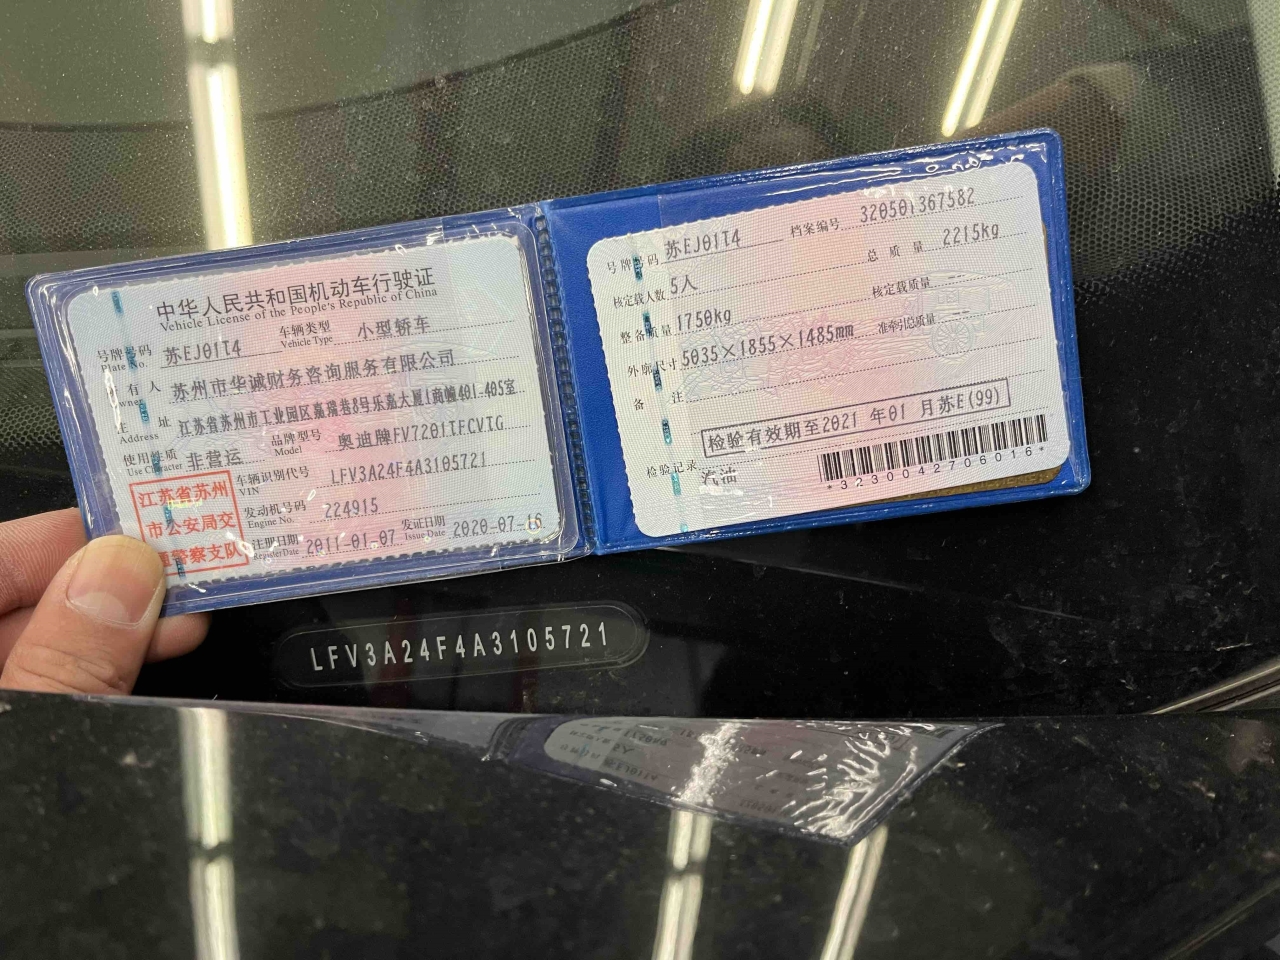 中华人民共和国机动车行驶证
Vehicle License of the People's Republic of China
号牌号码 苏EJ01T4 车辆类型 小型轿车
Plate No. Vehicle Type
有人 苏州市华诚财务咨询服务有限公司
Owner
住址 江苏省苏州市工业园区嘉瑞巷8号乐嘉大厦1商幢401-405室
Address
使用性质 非营运 品牌型号 奥迪牌FV7201TFCVTG
Use Character Model
车辆识别代号 LFV3A24F4A3105721
VIN
发动机号码 224915
Engine No.
注册日期 2011-01-07 发证日期 2020-07-16
Register Date Issue Date
江苏省苏州
市公安局交
警察支队
号牌号码 苏EJ01T4 档案编号 320501367582
核定载人数 5人 总质量 2215kg
整备质量 1750kg 核定载质量
外廓尺寸 5035×1855×1485mm 准牵引总质量
备注
检验有效期至2021年01月苏E(99)
检验记录 汽油
*3230042706016*
LFV3A24F4A3105721